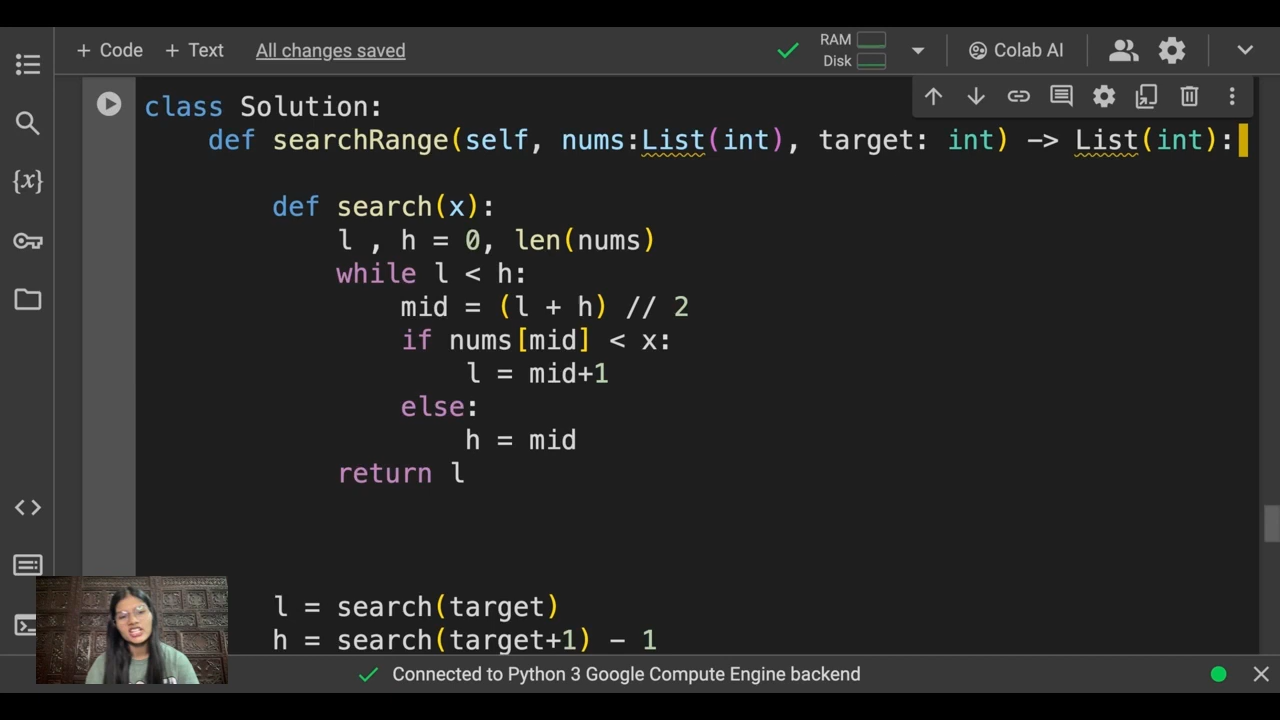 + Code + Text All changes saved RAM Disk Colab AI
class Solution:
def searchRange(self, nums:List(int), target: int) -> List(int):
{x}
def search(x):
l , h = 0, len(nums)
while l < h:
mid = (l + h) // 2
if nums[mid] < x:
l = mid+1
else:
h = mid
return l
l = search(target)
h = search(target+1) - 1
Connected to Python 3 Google Compute Engine backend